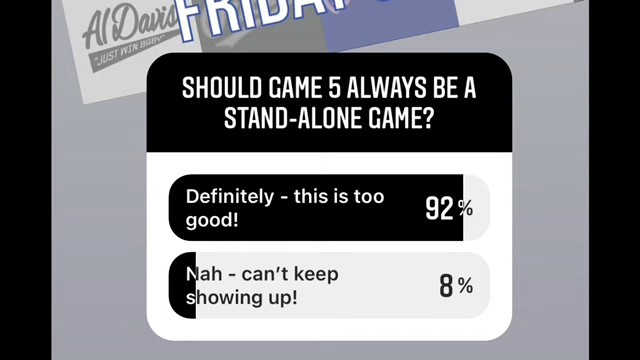 Al Davis
"JUST WIN BABY"
FRIDAY
SHOULD GAME 5 ALWAYS BE A
STAND-ALONE GAME?
Definitely - this is too
good!
92%
Nah - can't keep
showing up!
8%